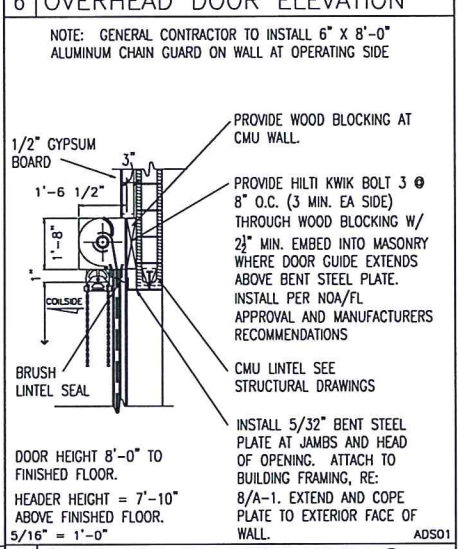 6 OVERHEAD DOOR ELEVATION
NOTE: GENERAL CONTRACTOR TO INSTALL 6" X 8'-0"
ALUMINUM CHAIN GUARD ON WALL AT OPERATING SIDE
1/2" GYPSUM
BOARD
3"
1'-6 1/2"
1'-8"
1"
COILSIDE
BRUSH
LINTEL SEAL
DOOR HEIGHT 8'-0" TO
FINISHED FLOOR.
HEADER HEIGHT = 7'-10"
ABOVE FINISHED FLOOR.
5/16" = 1'-0"
PROVIDE WOOD BLOCKING AT
CMU WALL.
PROVIDE HILTI KWIK BOLT 3 @
8" O.C. (3 MIN. EA SIDE)
THROUGH WOOD BLOCKING W/
2½" MIN. EMBED INTO MASONRY
WHERE DOOR GUIDE EXTENDS
ABOVE BENT STEEL PLATE.
INSTALL PER NOA/FL
APPROVAL AND MANUFACTURERS
RECOMMENDATIONS
CMU LINTEL SEE
STRUCTURAL DRAWINGS
INSTALL 5/32" BENT STEEL
PLATE AT JAMBS AND HEAD
OF OPENING. ATTACH TO
BUILDING FRAMING, RE:
8/A-1. EXTEND AND COPE
PLATE TO EXTERIOR FACE OF
WALL.
ADS01